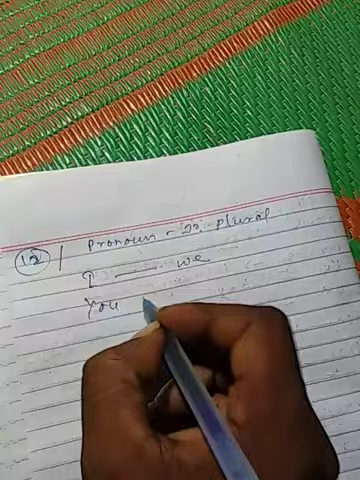 12 | Pronoun র plural
I — we
You